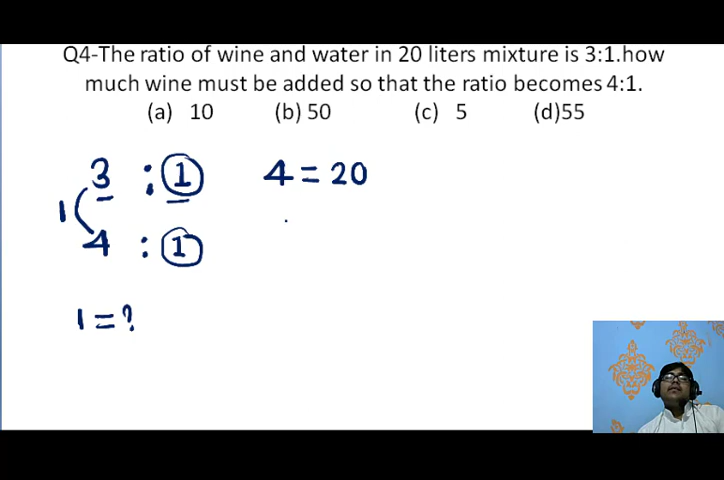 Q4-The ratio of wine and water in 20 liters mixture is 3:1.how
much wine must be added so that the ratio becomes 4:1.
(a) 10 (b) 50 (c) 5 (d)55
3 : 1 4 = 20
1
4 : 1
1 = ?